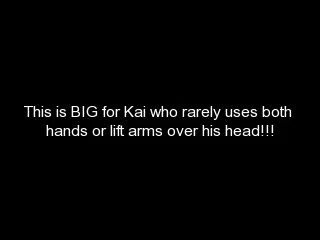 This is BIG for Kai who rarely uses both
hands or lift arms over his head!!!